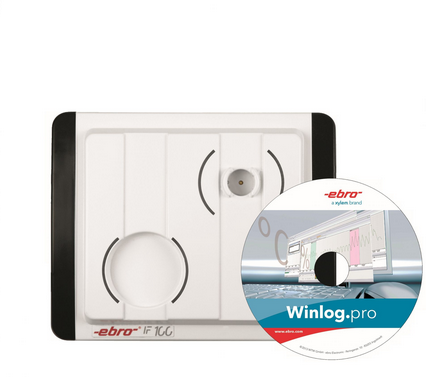 -ebro-
a xylem brand
Winlog.pro
www.ebro.com
-ebro-® IF 100